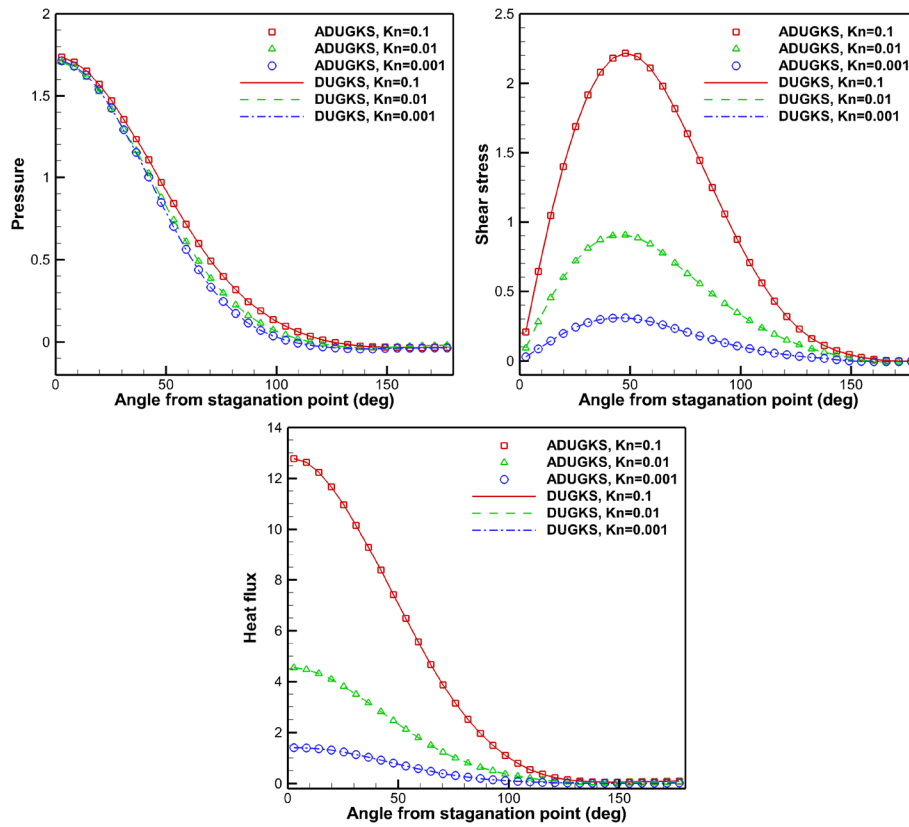 ADUGKS, Kn=0.1
ADUGKS, Kn=0.01
ADUGKS, Kn=0.001
DUGKS, Kn=0.1
DUGKS, Kn=0.01
DUGKS, Kn=0.001
Pressure
2
1.5
1
0.5
0
0 50 100 150
Angle from staganation point (deg)
ADUGKS, Kn=0.1
ADUGKS, Kn=0.01
ADUGKS, Kn=0.001
DUGKS, Kn=0.1
DUGKS, Kn=0.01
DUGKS, Kn=0.001
Shear stress
2.5
2
1.5
1
0.5
0
0 50 100 150
Angle from staganation point (deg)
ADUGKS, Kn=0.1
ADUGKS, Kn=0.01
ADUGKS, Kn=0.001
DUGKS, Kn=0.1
DUGKS, Kn=0.01
DUGKS, Kn=0.001
Heat flux
14
12
10
8
6
4
2
0
0 50 100 150
Angle from staganation point (deg)